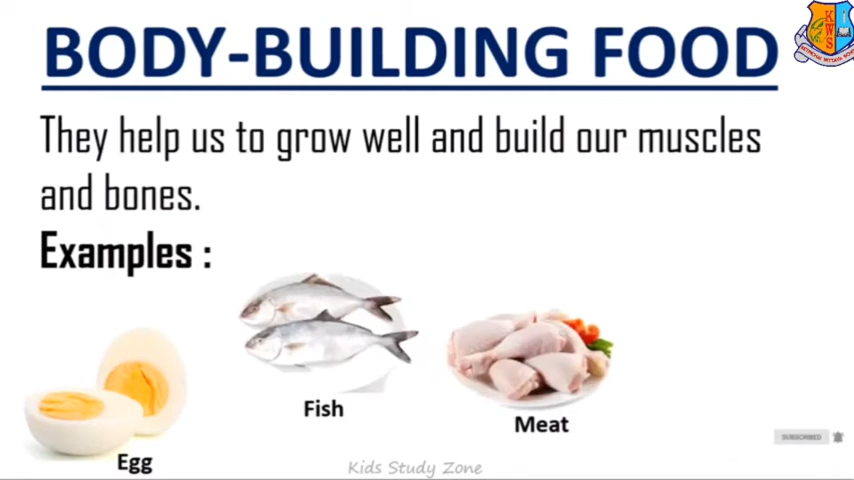 BODY-BUILDING FOOD
They help us to grow well and build our muscles
and bones.
Examples :
Fish
Meat
Egg
Kids Study Zone
SUBSCRIBED
KWS